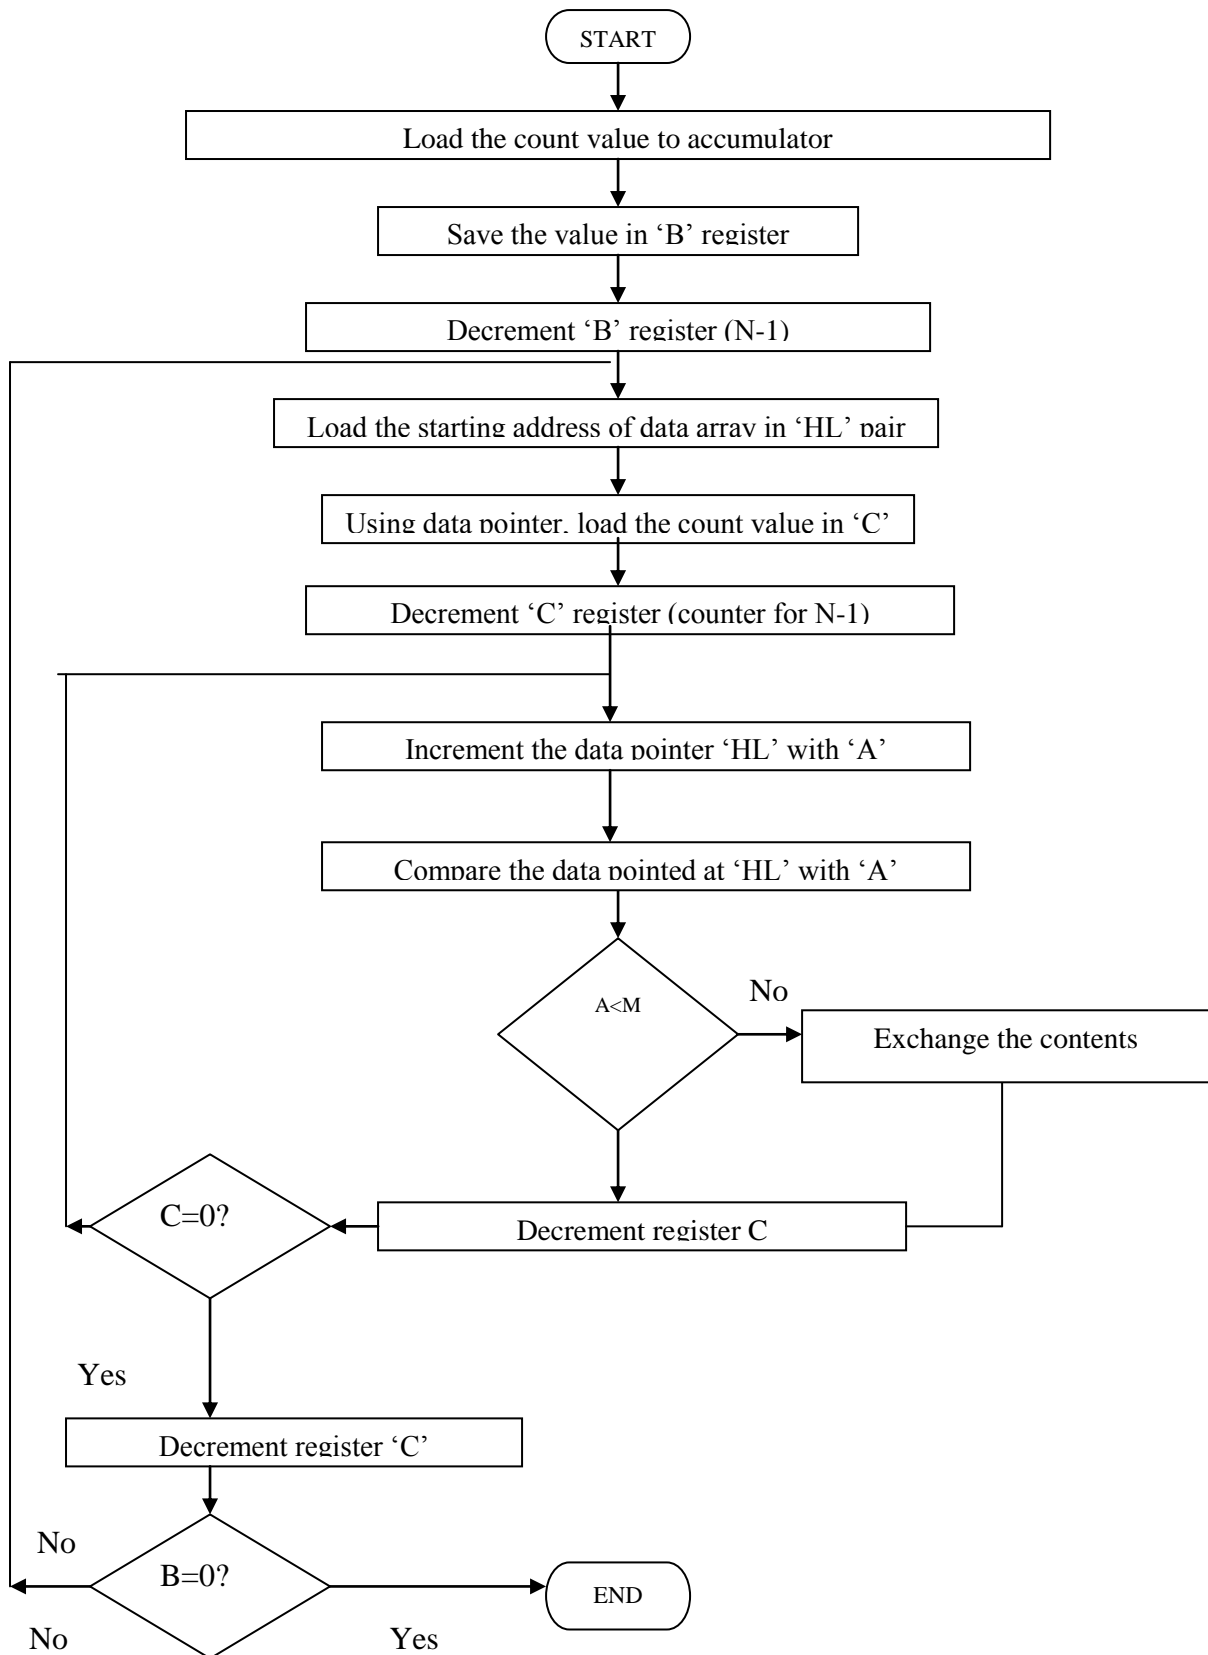 START
Load the count value to accumulator
Save the value in ‘B’ register
Decrement ‘B’ register (N-1)
Load the starting address of data array in ‘HL’ pair
Using data pointer, load the count value in ‘C’
Decrement ‘C’ register (counter for N-1)
Increment the data pointer ‘HL’ with ‘A’
Compare the data pointed at ‘HL’ with ‘A’
A<M
No
Exchange the contents
C=0?
Decrement register C
Yes
Decrement register ‘C’
No
B=0?
END
No
Yes